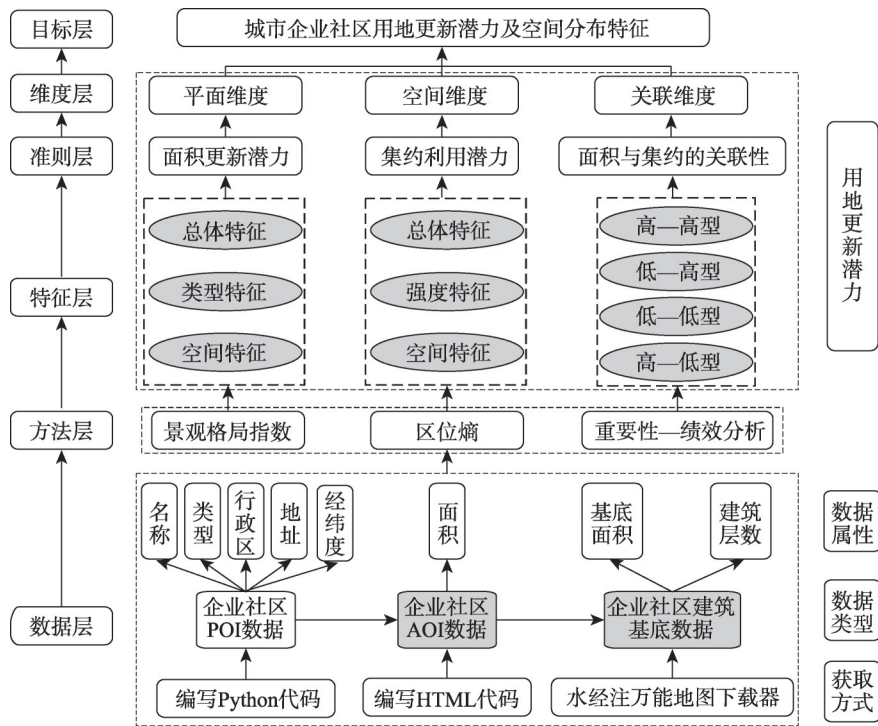 目标层
城市企业社区用地更新潜力及空间分布特征
维度层
平面维度
空间维度
关联维度
准则层
面积更新潜力
集约利用潜力
面积与集约的关联性
用地更新潜力
特征层
总体特征
类型特征
空间特征
总体特征
强度特征
空间特征
高—高型
低—高型
低—低型
高—低型
方法层
景观格局指数
区位熵
重要性—绩效分析
名称
类型
行政区
地址
经纬度
面积
基底
面积
建筑
层数
数据
属性
数据层
企业社区
POI数据
企业社区
AOI数据
企业社区建筑
基底数据
数据
类型
编写Python代码
编写HTML代码
水经注万能地图下载器
获取
方式